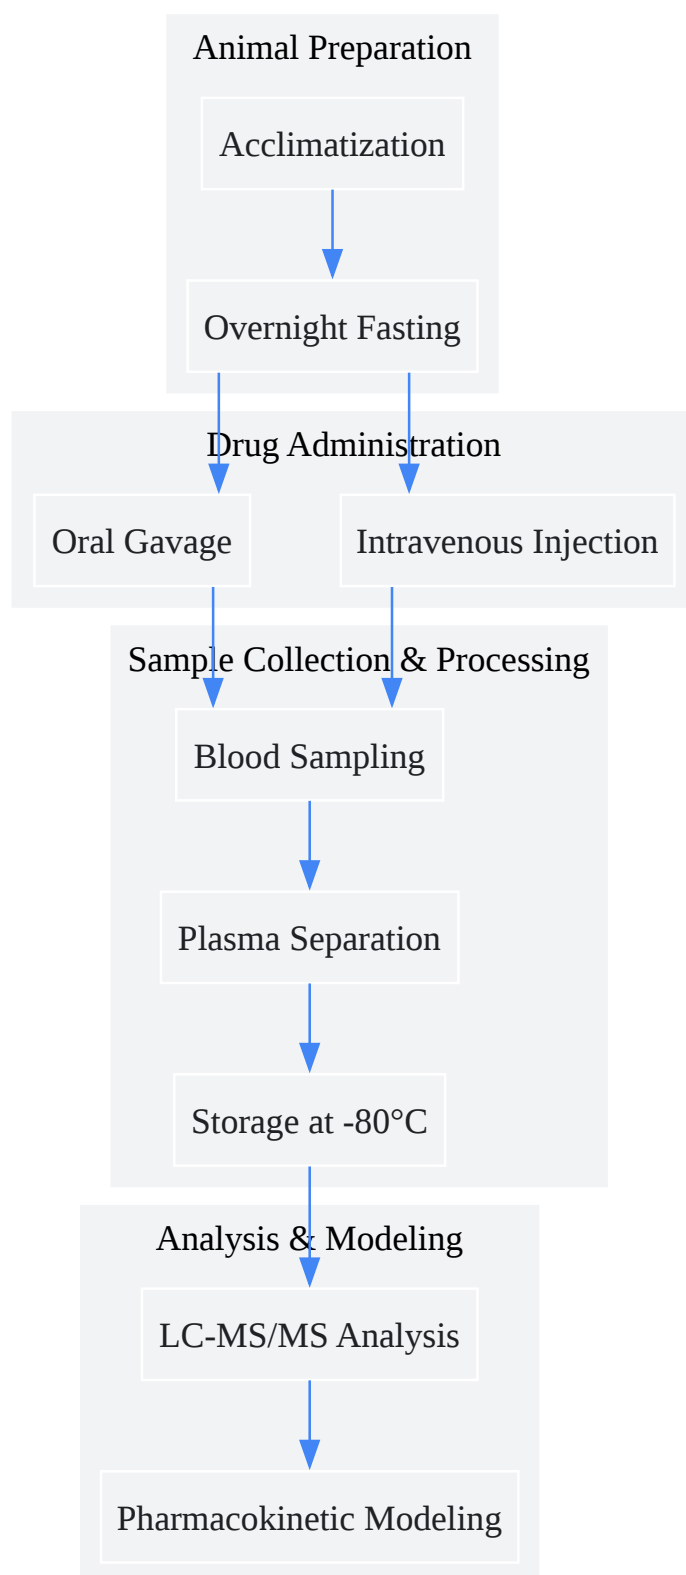 Animal Preparation
Acclimatization
Overnight Fasting
Drug Administration
Oral Gavage
Intravenous Injection
Sample Collection & Processing
Blood Sampling
Plasma Separation
Storage at -80°C
Analysis & Modeling
LC-MS/MS Analysis
Pharmacokinetic Modeling